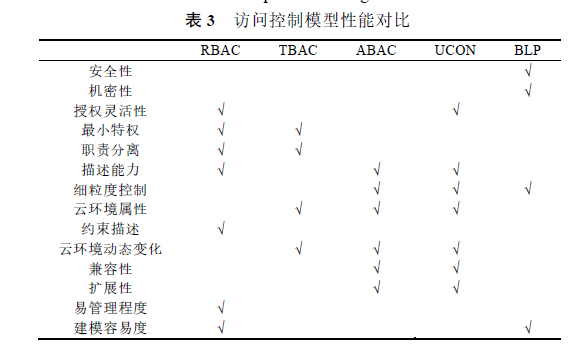 表 3 访问控制模型性能对比
RBAC TBAC ABAC UCON BLP
安全性 √
机密性 √
授权灵活性 √ √
最小特权 √ √
职责分离 √ √
描述能力 √ √ √
细粒度控制 √ √ √
云环境属性 √ √ √
约束描述 √
云环境动态变化 √ √ √
兼容性 √ √
扩展性 √ √
易管理程度 √
建模容易度 √ √